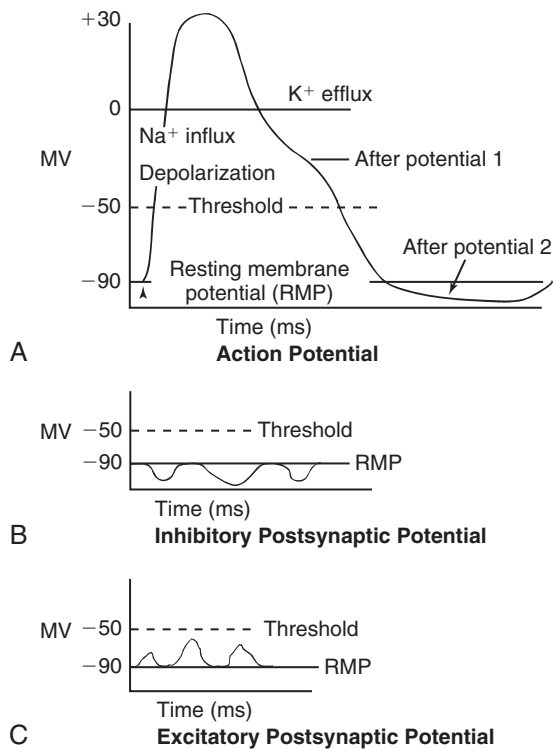 +30
K+ efflux
0
Na+ influx
MV
After potential 1
Depolarization
−50
Threshold
After potential 2
−90
Resting membrane
potential (RMP)
Time (ms)
A
Action Potential
MV
−50
Threshold
−90
RMP
Time (ms)
B
Inhibitory Postsynaptic Potential
MV
−50
Threshold
−90
RMP
Time (ms)
C
Excitatory Postsynaptic Potential